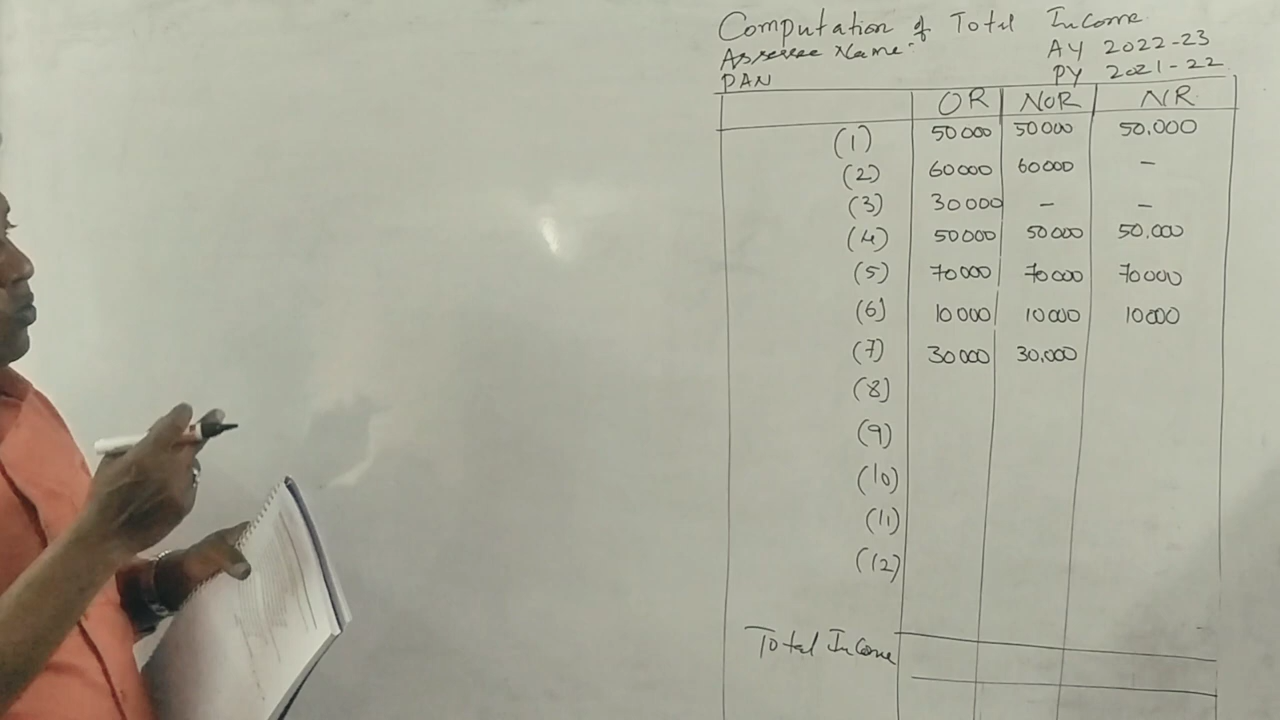 Computation of Total Income
Assessee Name:- AY 2022-23
PAN PY 2021-22
OR NOR NR
(1) 50000 50000 50,000
(2) 60000 60000 -
(3) 30000 - -
(4) 50000 50000 50,000
(5) 70000 70000 70000
(6) 10000 10000 10000
(7) 30000 30,000
(8)
(9)
(10)
(11)
(12)
Total Income